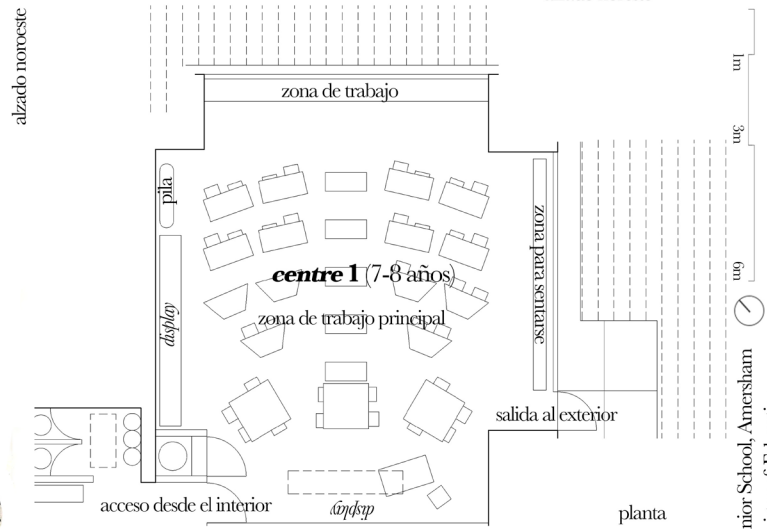 alzado noroeste
zona de trabajo
1m
3m
6m
pila
zona para sentarse
centre 1 (7-8 años)
display
zona de trabajo principal
salida al exterior
acceso desde el interior
display
planta
nior School, Amersham